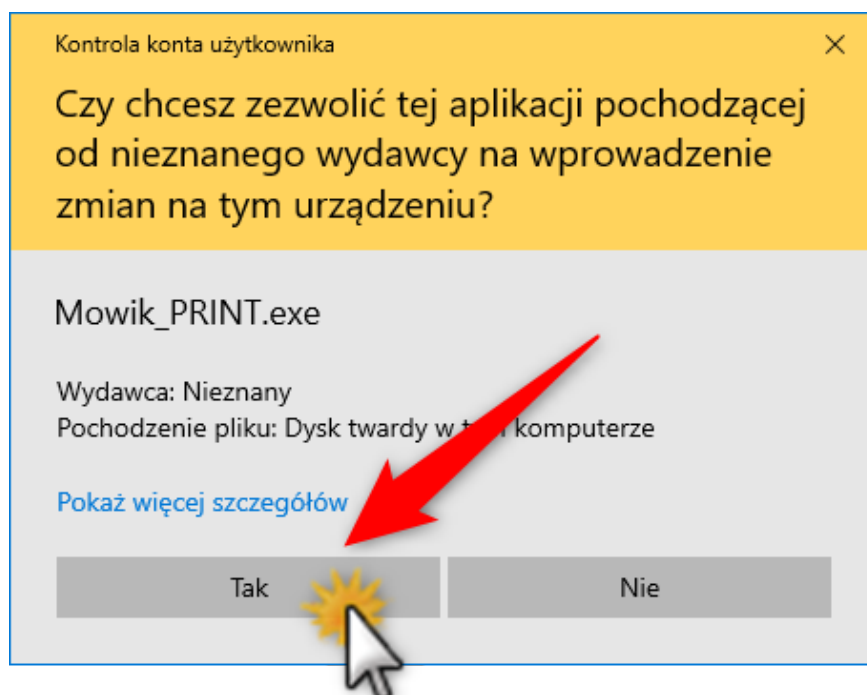 Kontrola konta użytkownika
Czy chcesz zezwolić tej aplikacji pochodzącej
od nieznanego wydawcy na wprowadzenie
zmian na tym urządzeniu?
Mowik_PRINT.exe
Wydawca: Nieznany
Pochodzenie pliku: Dysk twardy w komputerze
Pokaż więcej szczegółów
Tak
Nie